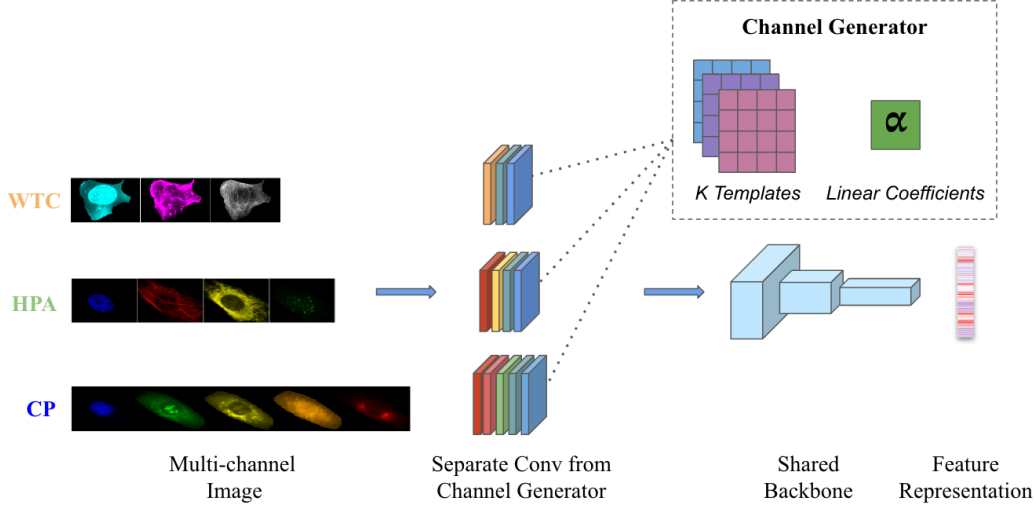 Channel Generator
α
K Templates
Linear Coefficients
WTC
HPA
CP
Multi-channel
Image
Separate Conv from
Channel Generator
Shared
Backbone
Feature
Representation